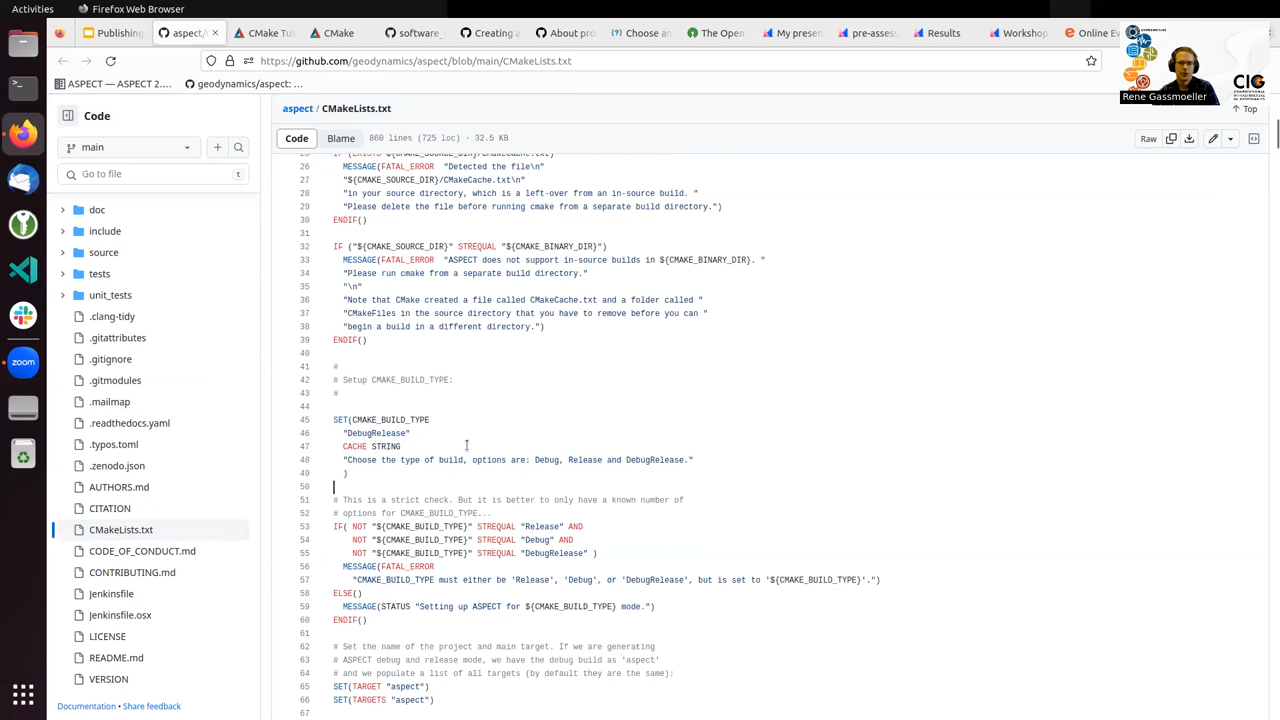 Activities
Firefox Web Browser
Publishing
aspect/C
CMake Tu
CMake
software_
Creating a
About pro
Choose an
The Open
My presen
pre-assess
Results
Workshop
Online Ev
https://github.com/geodynamics/aspect/blob/main/CMakeLists.txt
ASPECT — ASPECT 2....
geodynamics/aspect: ...
Rene Gassmoeller
CIG
Code
main
Go to file
t
doc
include
source
tests
unit_tests
.clang-tidy
.gitattributes
.gitignore
.gitmodules
.mailmap
.readthedocs.yaml
.typos.toml
.zenodo.json
AUTHORS.md
CITATION
CMakeLists.txt
CODE_OF_CONDUCT.md
CONTRIBUTING.md
Jenkinsfile
Jenkinsfile.osx
LICENSE
README.md
VERSION
Documentation • Share feedback
zoom
aspect / CMakeLists.txt
Top
Code Blame 860 lines (725 loc) · 32.5 KB
Raw
26 MESSAGE(FATAL_ERROR "Detected the file\n"
27 "${CMAKE_SOURCE_DIR}/CMakeCache.txt\n"
28 "in your source directory, which is a left-over from an in-source build. "
29 "Please delete the file before running cmake from a separate build directory.")
30 ENDIF()
31
32 IF ("${CMAKE_SOURCE_DIR}" STREQUAL "${CMAKE_BINARY_DIR}")
33 MESSAGE(FATAL_ERROR "ASPECT does not support in-source builds in ${CMAKE_BINARY_DIR}. "
34 "Please run cmake from a separate build directory."
35 "\n"
36 "Note that CMake created a file called CMakeCache.txt and a folder called "
37 "CMakeFiles in the source directory that you have to remove before you can "
38 "begin a build in a different directory.")
39 ENDIF()
40
41 #
42 # Setup CMAKE_BUILD_TYPE:
43 #
44
45 SET(CMAKE_BUILD_TYPE
46 "DebugRelease"
47 CACHE STRING
48 "Choose the type of build, options are: Debug, Release and DebugRelease."
49 )
50
51 # This is a strict check. But it is better to only have a known number of
52 # options for CMAKE_BUILD_TYPE...
53 IF( NOT "${CMAKE_BUILD_TYPE}" STREQUAL "Release" AND
54 NOT "${CMAKE_BUILD_TYPE}" STREQUAL "Debug" AND
55 NOT "${CMAKE_BUILD_TYPE}" STREQUAL "DebugRelease" )
56 MESSAGE(FATAL_ERROR
57 "CMAKE_BUILD_TYPE must either be 'Release', 'Debug', or 'DebugRelease', but is set to '${CMAKE_BUILD_TYPE}'.")
58 ELSE()
59 MESSAGE(STATUS "Setting up ASPECT for ${CMAKE_BUILD_TYPE} mode.")
60 ENDIF()
61
62 # Set the name of the project and main target. If we are generating
63 # ASPECT debug and release mode, we have the debug build as 'aspect'
64 # and we populate a list of all targets (by default they are the same):
65 SET(TARGET "aspect")
66 SET(TARGETS "aspect")
67